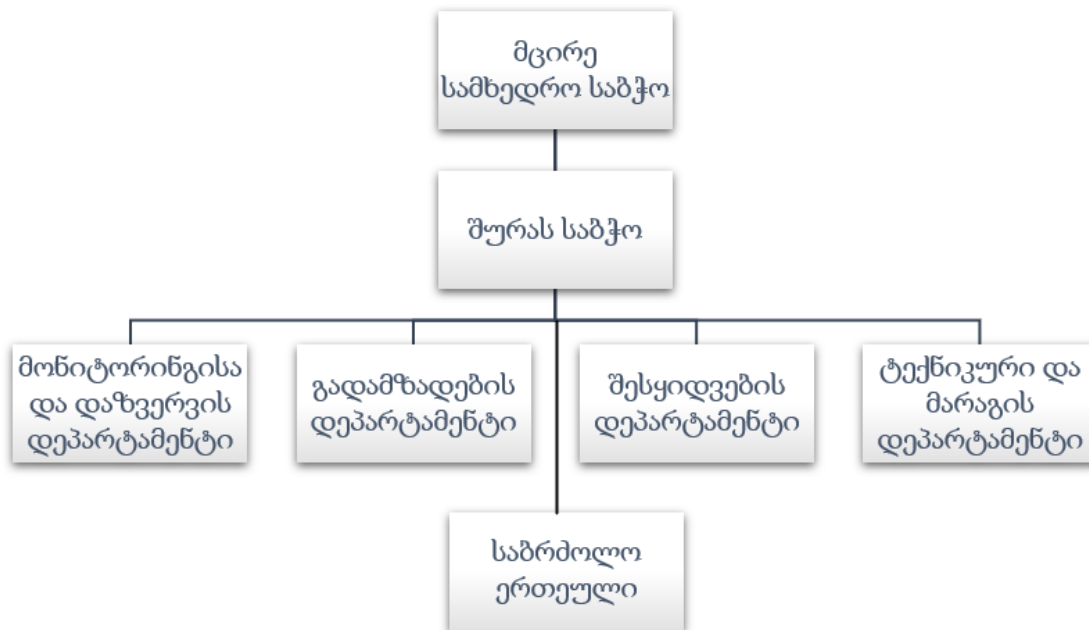 მცირე
სამხედრო საბჭო
შურას საბჭო
მონიტორინგისა
და დაზვერვის
დეპარტამენტი
გადამზადების
დეპარტამენტი
შესყიდვების
დეპარტამენტი
ტექნიკური და
მარაგის
დეპარტამენტი
საბრძოლო
ერთეული